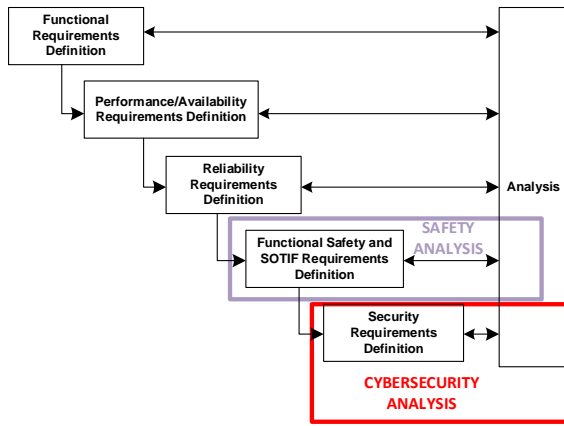 Functional
Requirements
Definition
Performance/Availability
Requirements Definition
Reliability
Requirements
Definition
Analysis
SAFETY
ANALYSIS
Functional Safety and
SOTIF Requirements
Definition
Security
Requirements
Definition
CYBERSECURITY
ANALYSIS